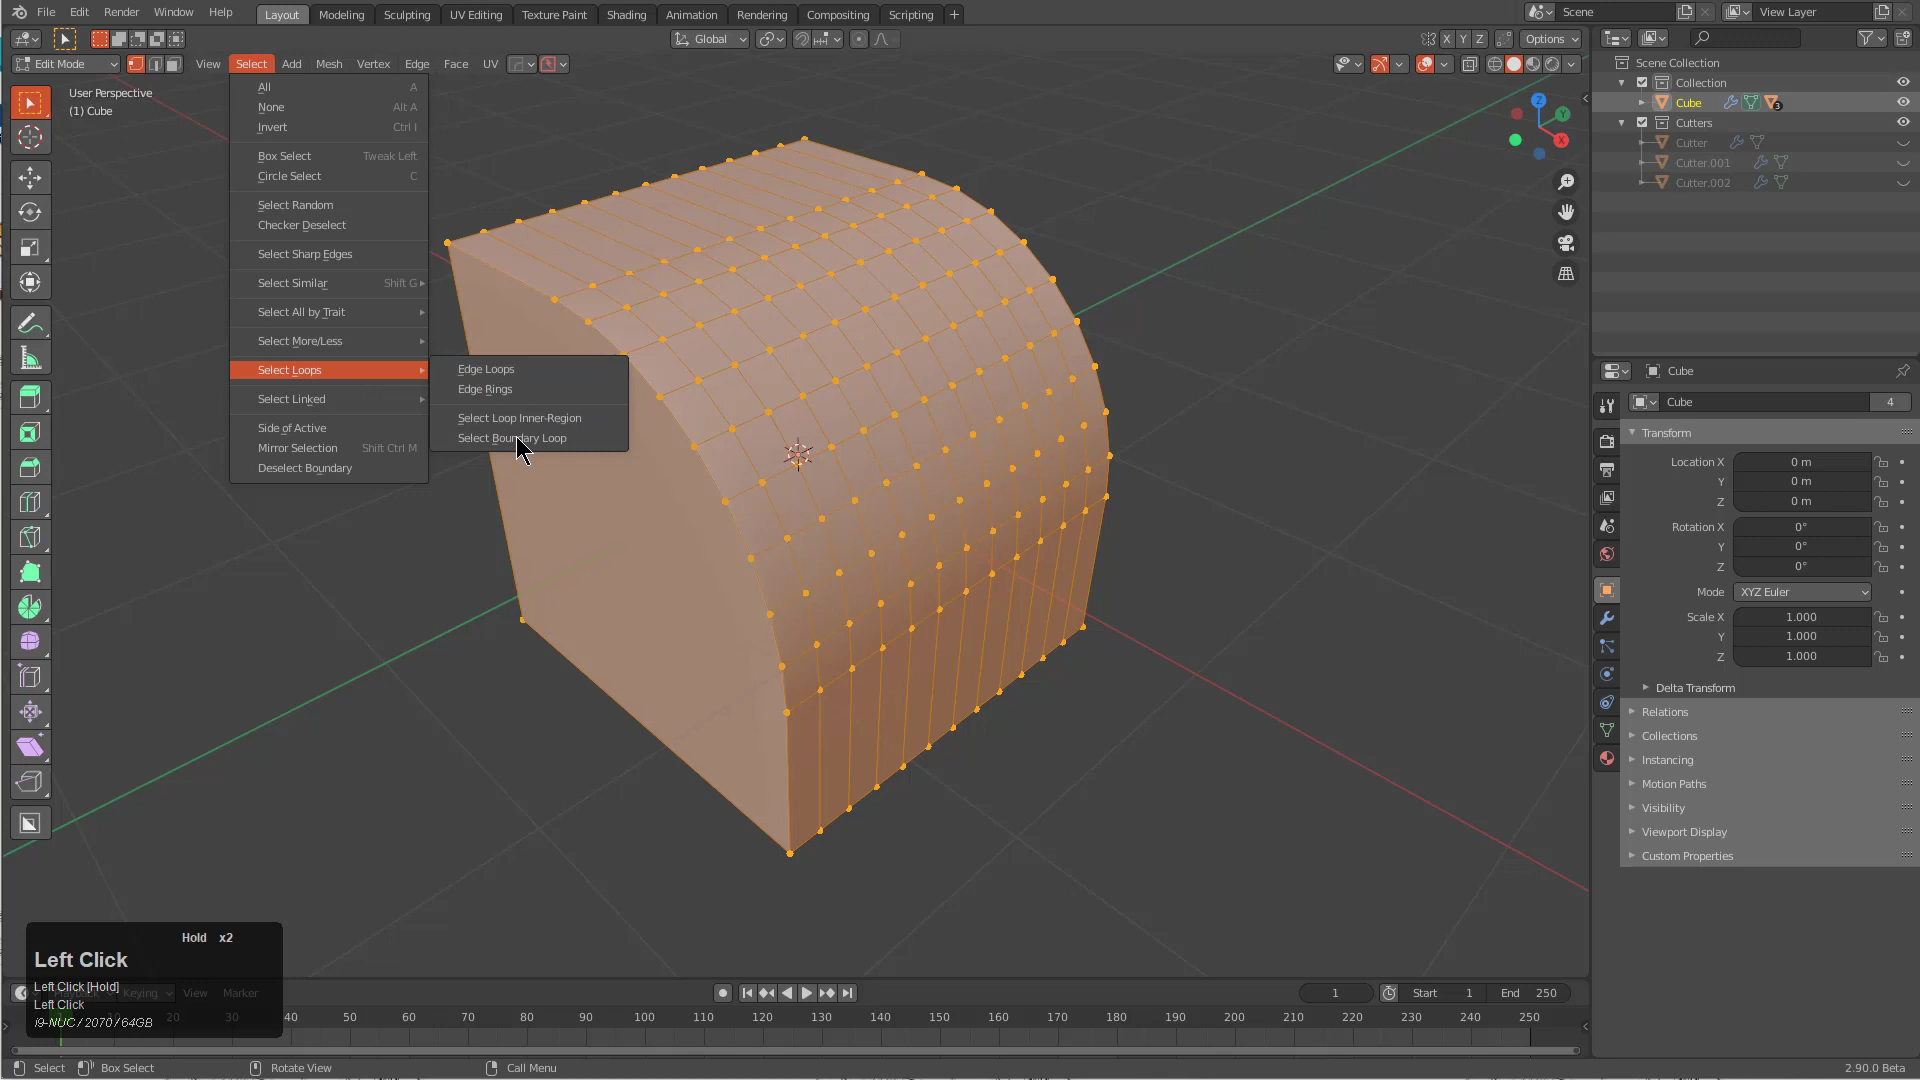 File Edit Render Window Help Layout Modeling Sculpting UV Editing Texture Paint Shading Animation Rendering Compositing Scripting + Scene View Layer
Global X Y Z Options
Edit Mode View Select Add Mesh Vertex Edge Face UV
User Perspective
(1) Cube
All A
None Alt A
Invert Ctrl I
Box Select Tweak Left
Circle Select C
Select Random
Checker Deselect
Select Sharp Edges
Select Similar Shift G
Select All by Trait
Select More/Less
Select Loops
Select Linked
Side of Active
Mirror Selection Shift Ctrl M
Deselect Boundary
Edge Loops
Edge Rings
Select Loop Inner-Region
Select Boundary Loop
Z
Y
X
Scene Collection
Collection
Cube 3
Cutters
Cutter
Cutter.001
Cutter.002
Cube
Cube 4
Transform
Location X 0 m
Y 0 m
Z 0 m
Rotation X 0°
Y 0°
Z 0°
Mode XYZ Euler
Scale X 1.000
Y 1.000
Z 1.000
Delta Transform
Relations
Collections
Instancing
Motion Paths
Visibility
Viewport Display
Custom Properties
Hold x2
Left Click
Left Click [Hold]
Left Click
i9-NUC / 2070 / 64GB
Playback Keying View Marker 1 Start 1 End 250
1 10 20 30 40 50 60 70 80 90 100 110 120 130 140 150 160 170 180 190 200 210 220 230 240 250
Select Box Select Rotate View Call Menu 2.90.0 Beta